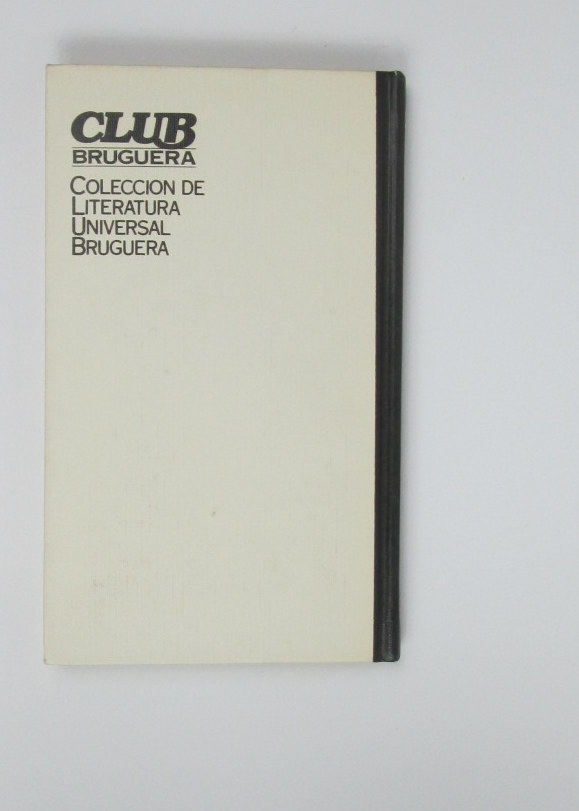 CLUB
BRUGUERA
COLECCION DE
LITERATURA
UNIVERSAL
BRUGUERA